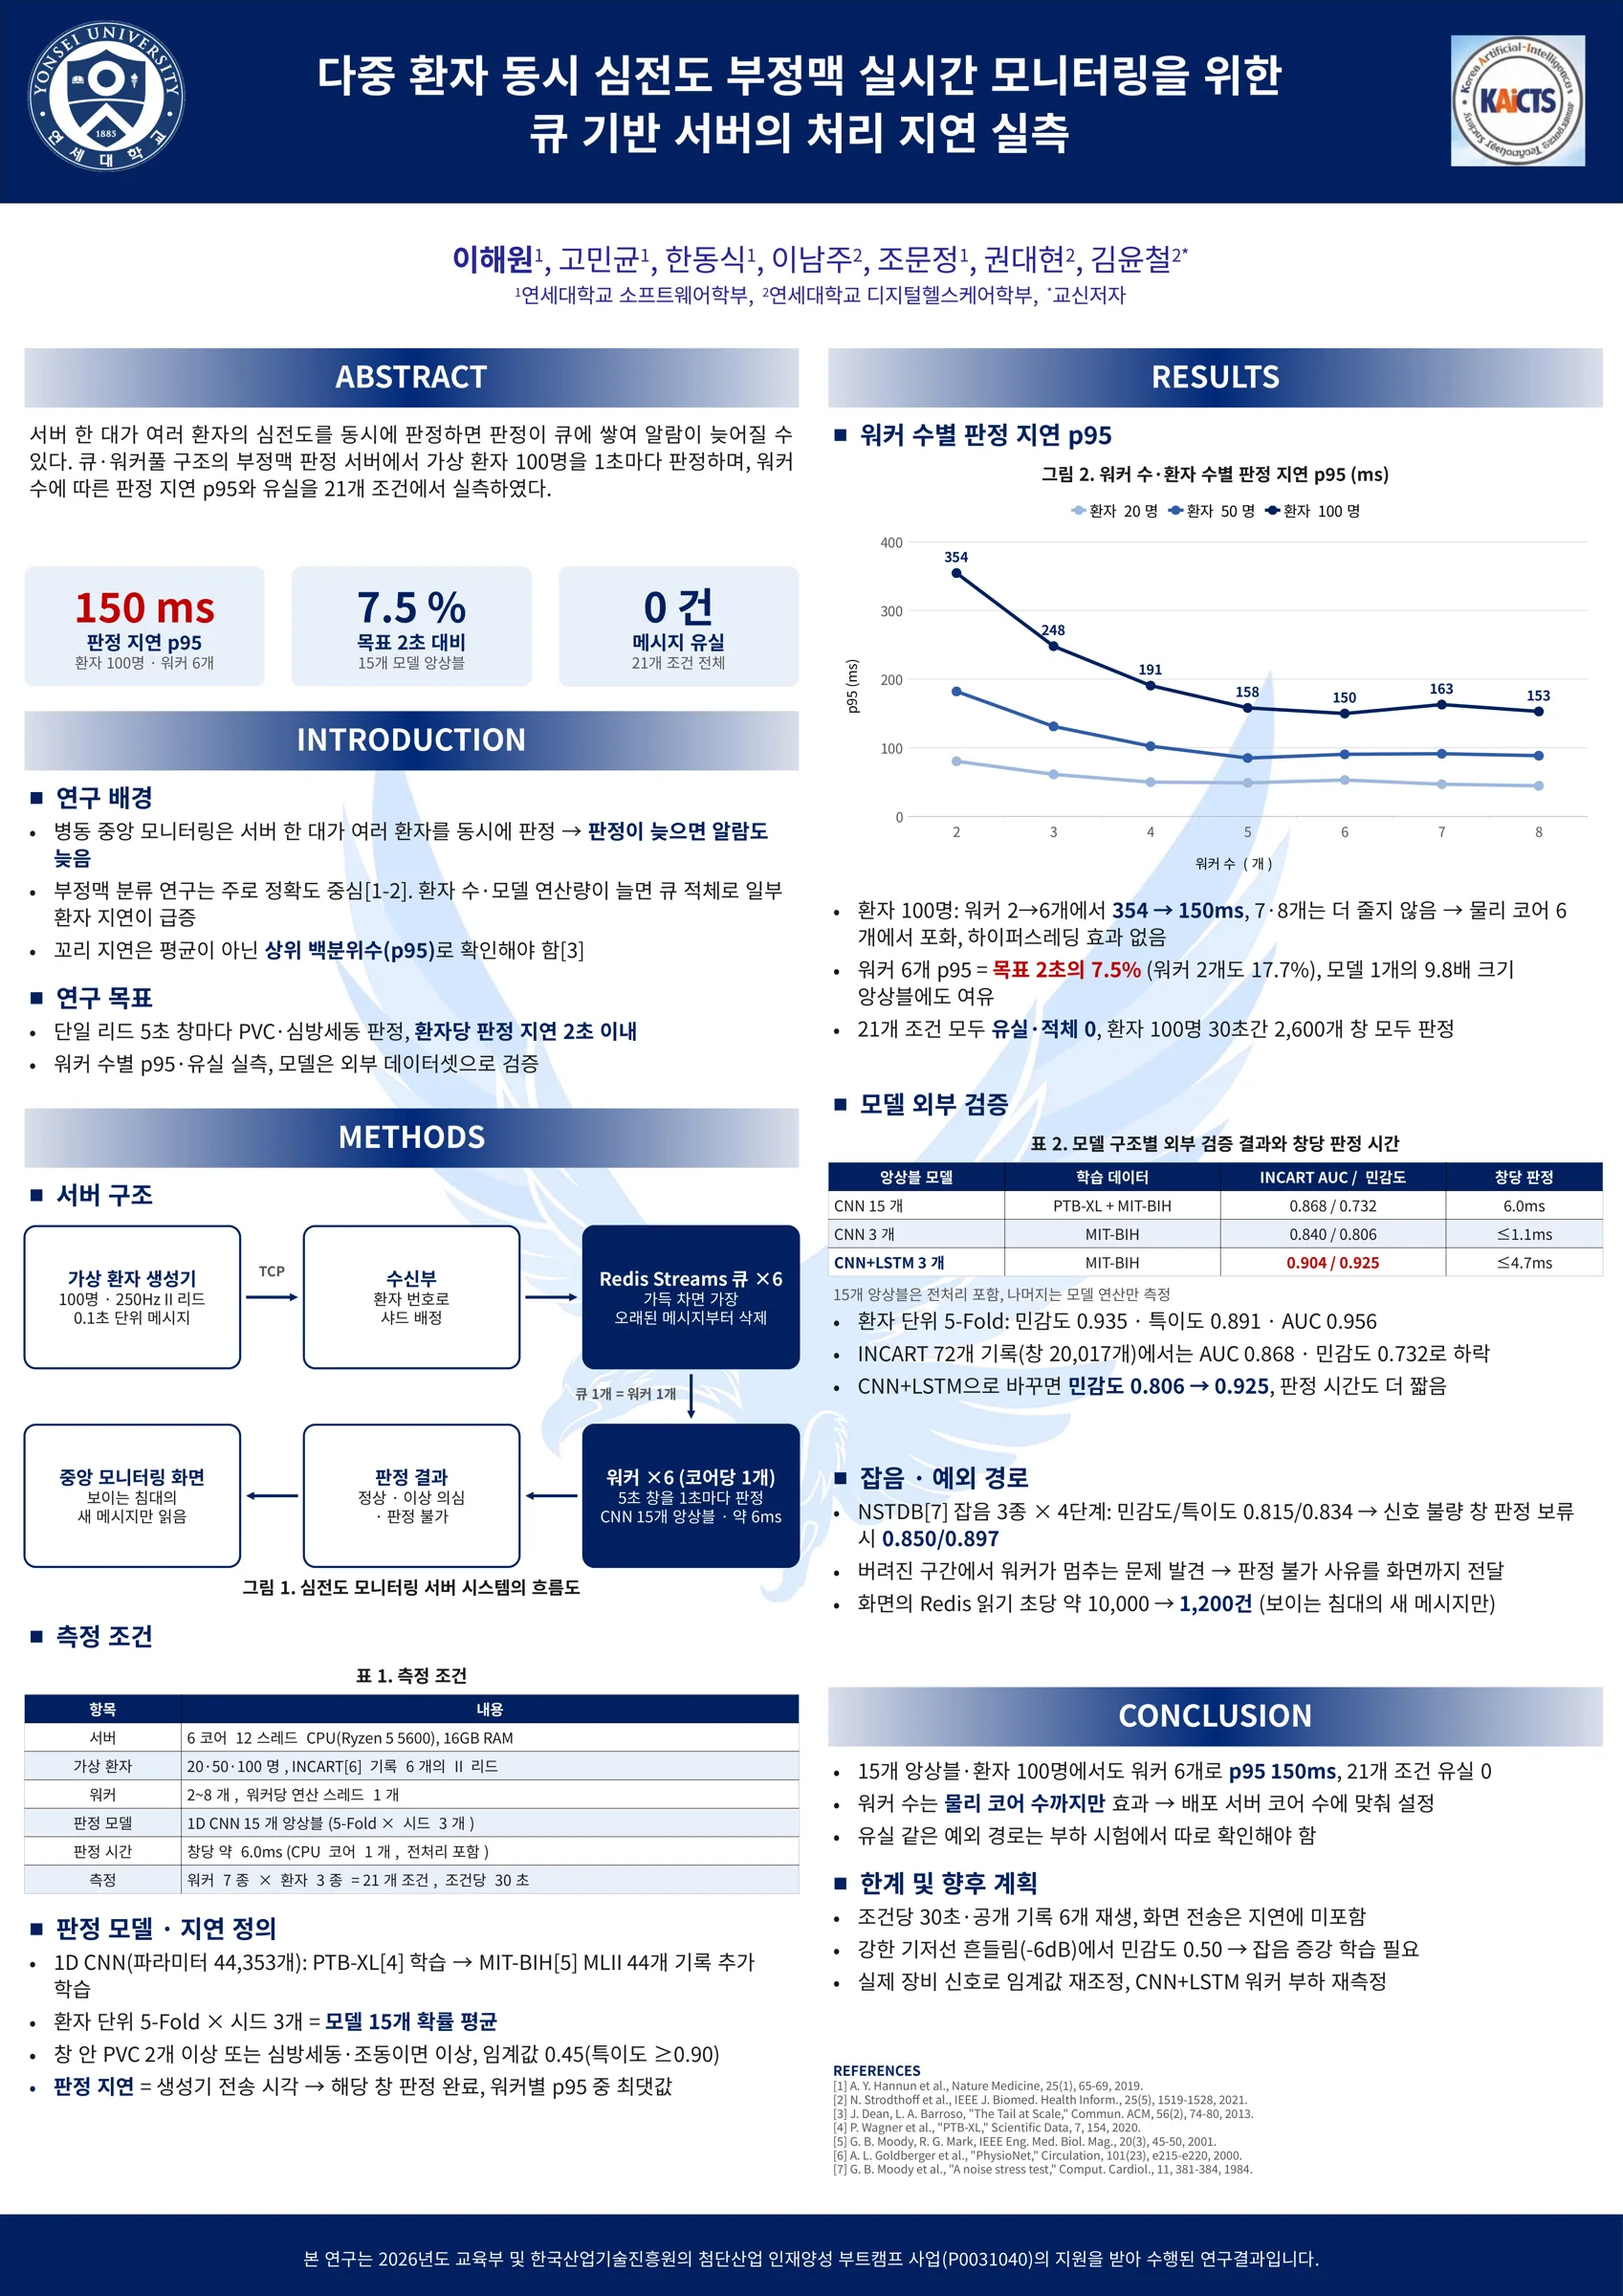 YONSEI UNIVERSITY
1885
연세대학교
다중 환자 동시 심전도 부정맥 실시간 모니터링을 위한
큐 기반 서버의 처리 지연 실측
Korea Artificial-Intelligence
KAiCTS
Convergence Technology Society
이해원1, 고민균1, 한동식1, 이남주2, 조문정1, 권대현2, 김윤철2*
1연세대학교 소프트웨어학부, 2연세대학교 디지털헬스케어학부, *교신저자
ABSTRACT
서버 한 대가 여러 환자의 심전도를 동시에 판정하면 판정이 큐에 쌓여 알람이 늦어질 수
있다. 큐·워커풀 구조의 부정맥 판정 서버에서 가상 환자 100명을 1초마다 판정하며, 워커
수에 따른 판정 지연 p95와 유실을 21개 조건에서 실측하였다.
150 ms
판정 지연 p95
환자 100명 · 워커 6개
7.5 %
목표 2초 대비
15개 모델 앙상블
0 건
메시지 유실
21개 조건 전체
INTRODUCTION
■ 연구 배경
• 병동 중앙 모니터링은 서버 한 대가 여러 환자를 동시에 판정 → 판정이 늦으면 알람도
늦음
• 부정맥 분류 연구는 주로 정확도 중심[1-2]. 환자 수·모델 연산량이 늘면 큐 적체로 일부
환자 지연이 급증
• 꼬리 지연은 평균이 아닌 상위 백분위수(p95)로 확인해야 함[3]
■ 연구 목표
• 단일 리드 5초 창마다 PVC·심방세동 판정, 환자당 판정 지연 2초 이내
• 워커 수별 p95·유실 실측, 모델은 외부 데이터셋으로 검증
METHODS
■ 서버 구조
가상 환자 생성기
100명 · 250Hz II 리드
0.1초 단위 메시지
TCP
수신부
환자 번호로
샤드 배정
Redis Streams 큐 ×6
가득 차면 가장
오래된 메시지부터 삭제
큐 1개 = 워커 1개
중앙 모니터링 화면
보이는 침대의
새 메시지만 읽음
판정 결과
정상 · 이상 의심
· 판정 불가
워커 ×6 (코어당 1개)
5초 창을 1초마다 판정
CNN 15개 앙상블 · 약 6ms
그림 1. 심전도 모니터링 서버 시스템의 흐름도
■ 측정 조건
표 1. 측정 조건
항목 내용
서버 6 코어 12 스레드 CPU(Ryzen 5 5600), 16GB RAM
가상 환자 20·50·100 명 , INCART[6] 기록 6 개의 II 리드
워커 2~8 개 , 워커당 연산 스레드 1 개
판정 모델 1D CNN 15 개 앙상블 (5-Fold × 시드 3 개 )
판정 시간 창당 약 6.0ms (CPU 코어 1 개 , 전처리 포함 )
측정 워커 7 종 × 환자 3 종 = 21 개 조건 , 조건당 30 초
■ 판정 모델 · 지연 정의
• 1D CNN(파라미터 44,353개): PTB-XL[4] 학습 → MIT-BIH[5] MLII 44개 기록 추가
학습
• 환자 단위 5-Fold × 시드 3개 = 모델 15개 확률 평균
• 창 안 PVC 2개 이상 또는 심방세동·조동이면 이상, 임계값 0.45(특이도 ≥0.90)
• 판정 지연 = 생성기 전송 시각 → 해당 창 판정 완료, 워커별 p95 중 최댓값
RESULTS
■ 워커 수별 판정 지연 p95
그림 2. 워커 수·환자 수별 판정 지연 p95 (ms)
환자 20 명 환자 50 명 환자 100 명
p95 (ms)
400
300
200
100
0
354
248
191
158
150
163
153
2 3 4 5 6 7 8
워커 수 ( 개 )
• 환자 100명: 워커 2→6개에서 354 → 150ms, 7·8개는 더 줄지 않음 → 물리 코어 6
개에서 포화, 하이퍼스레딩 효과 없음
• 워커 6개 p95 = 목표 2초의 7.5% (워커 2개도 17.7%), 모델 1개의 9.8배 크기
앙상블에도 여유
• 21개 조건 모두 유실·적체 0, 환자 100명 30초간 2,600개 창 모두 판정
■ 모델 외부 검증
표 2. 모델 구조별 외부 검증 결과와 창당 판정 시간
앙상블 모델 학습 데이터 INCART AUC / 민감도 창당 판정
CNN 15 개 PTB-XL + MIT-BIH 0.868 / 0.732 6.0ms
CNN 3 개 MIT-BIH 0.840 / 0.806 ≤1.1ms
CNN+LSTM 3 개 MIT-BIH 0.904 / 0.925 ≤4.7ms
15개 앙상블은 전처리 포함, 나머지는 모델 연산만 측정
• 환자 단위 5-Fold: 민감도 0.935 · 특이도 0.891 · AUC 0.956
• INCART 72개 기록(창 20,017개)에서는 AUC 0.868 · 민감도 0.732로 하락
• CNN+LSTM으로 바꾸면 민감도 0.806 → 0.925, 판정 시간도 더 짧음
■ 잡음 · 예외 경로
• NSTDB[7] 잡음 3종 × 4단계: 민감도/특이도 0.815/0.834 → 신호 불량 창 판정 보류
시 0.850/0.897
• 버려진 구간에서 워커가 멈추는 문제 발견 → 판정 불가 사유를 화면까지 전달
• 화면의 Redis 읽기 초당 약 10,000 → 1,200건 (보이는 침대의 새 메시지만)
CONCLUSION
• 15개 앙상블·환자 100명에서도 워커 6개로 p95 150ms, 21개 조건 유실 0
• 워커 수는 물리 코어 수까지만 효과 → 배포 서버 코어 수에 맞춰 설정
• 유실 같은 예외 경로는 부하 시험에서 따로 확인해야 함
■ 한계 및 향후 계획
• 조건당 30초·공개 기록 6개 재생, 화면 전송은 지연에 미포함
• 강한 기저선 흔들림(-6dB)에서 민감도 0.50 → 잡음 증강 학습 필요
• 실제 장비 신호로 임계값 재조정, CNN+LSTM 워커 부하 재측정
REFERENCES
[1] A. Y. Hannun et al., Nature Medicine, 25(1), 65-69, 2019.
[2] N. Strodthoff et al., IEEE J. Biomed. Health Inform., 25(5), 1519-1528, 2021.
[3] J. Dean, L. A. Barroso, "The Tail at Scale," Commun. ACM, 56(2), 74-80, 2013.
[4] P. Wagner et al., "PTB-XL," Scientific Data, 7, 154, 2020.
[5] G. B. Moody, R. G. Mark, IEEE Eng. Med. Biol. Mag., 20(3), 45-50, 2001.
[6] A. L. Goldberger et al., "PhysioNet," Circulation, 101(23), e215-e220, 2000.
[7] G. B. Moody et al., "A noise stress test," Comput. Cardiol., 11, 381-384, 1984.
본 연구는 2026년도 교육부 및 한국산업기술진흥원의 첨단산업 인재양성 부트캠프 사업(P0031040)의 지원을 받아 수행된 연구결과입니다.